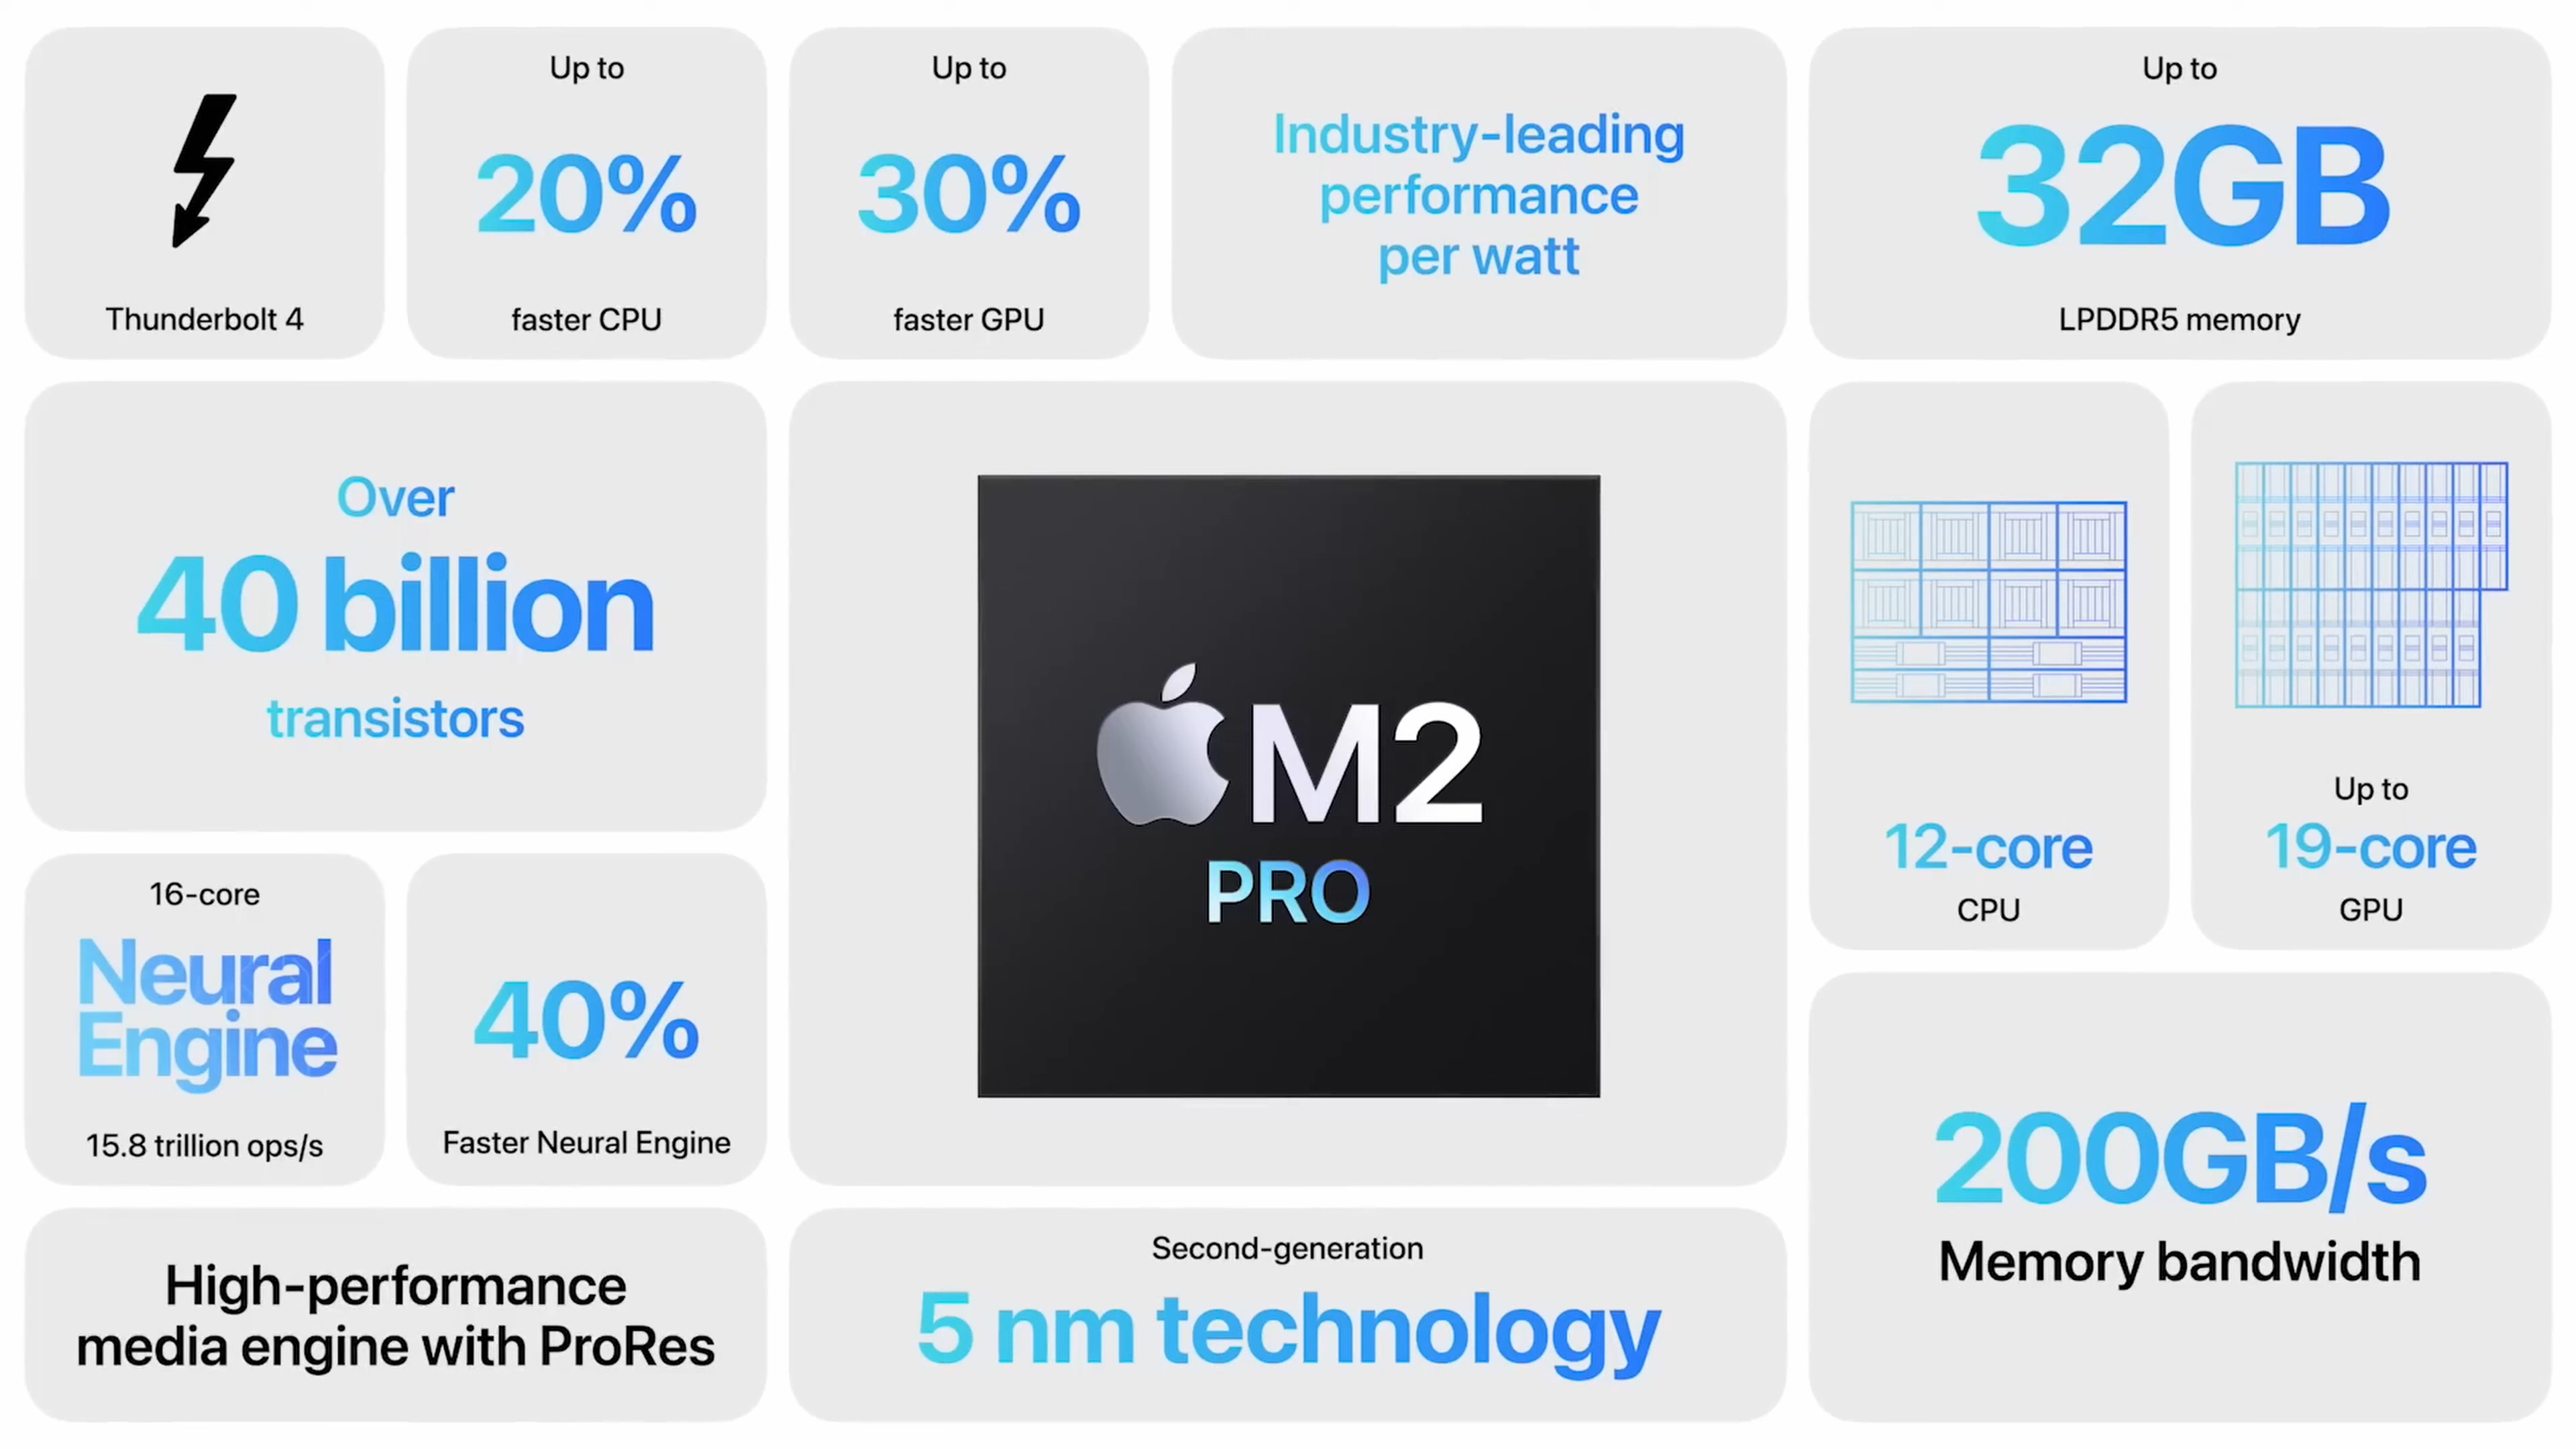 Thunderbolt 4
Up to
20%
faster CPU
Up to
30%
faster GPU
Industry-leading
performance
per watt
Up to
32GB
LPDDR5 memory
Over
40 billion
transistors
M2
PRO
12-core
CPU
Up to
19-core
GPU
16-core
Neural
Engine
15.8 trillion ops/s
40%
Faster Neural Engine
200GB/s
Memory bandwidth
High-performance
media engine with ProRes
Second-generation
5 nm technology